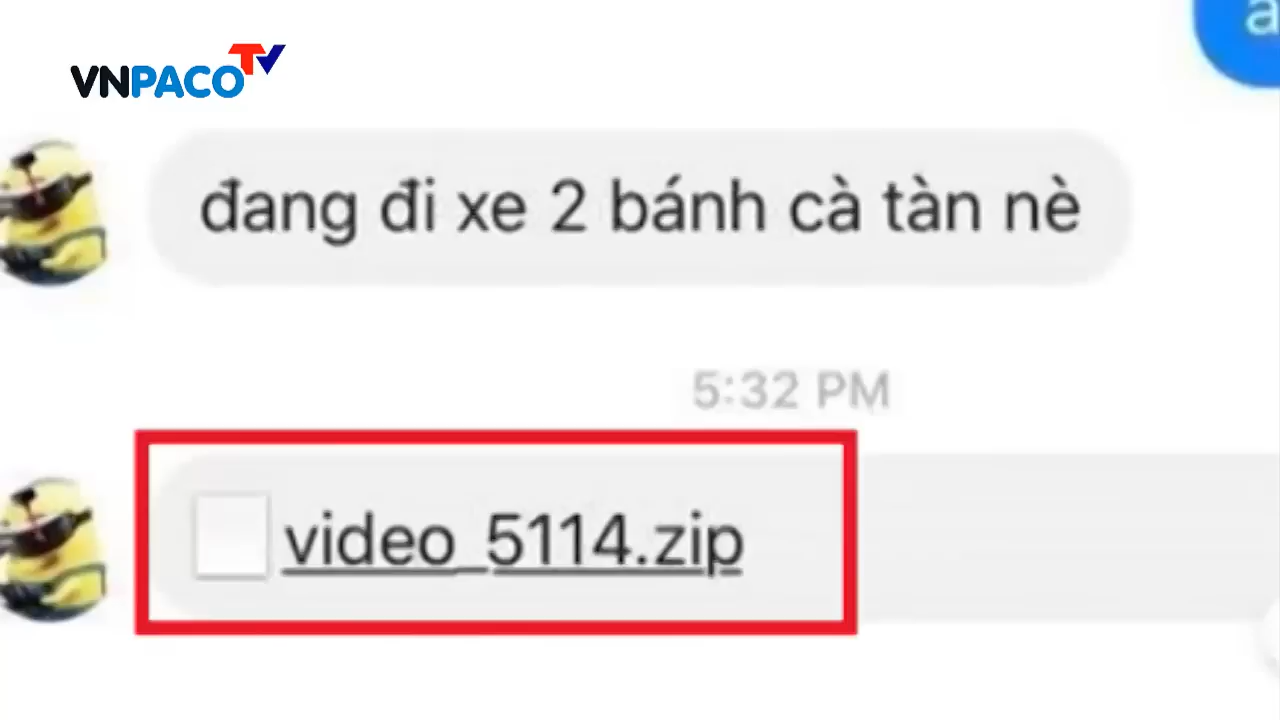 VNPACO TV
a
đang đi xe 2 bánh cà tàn nè
5:32 PM
video_5114.zip